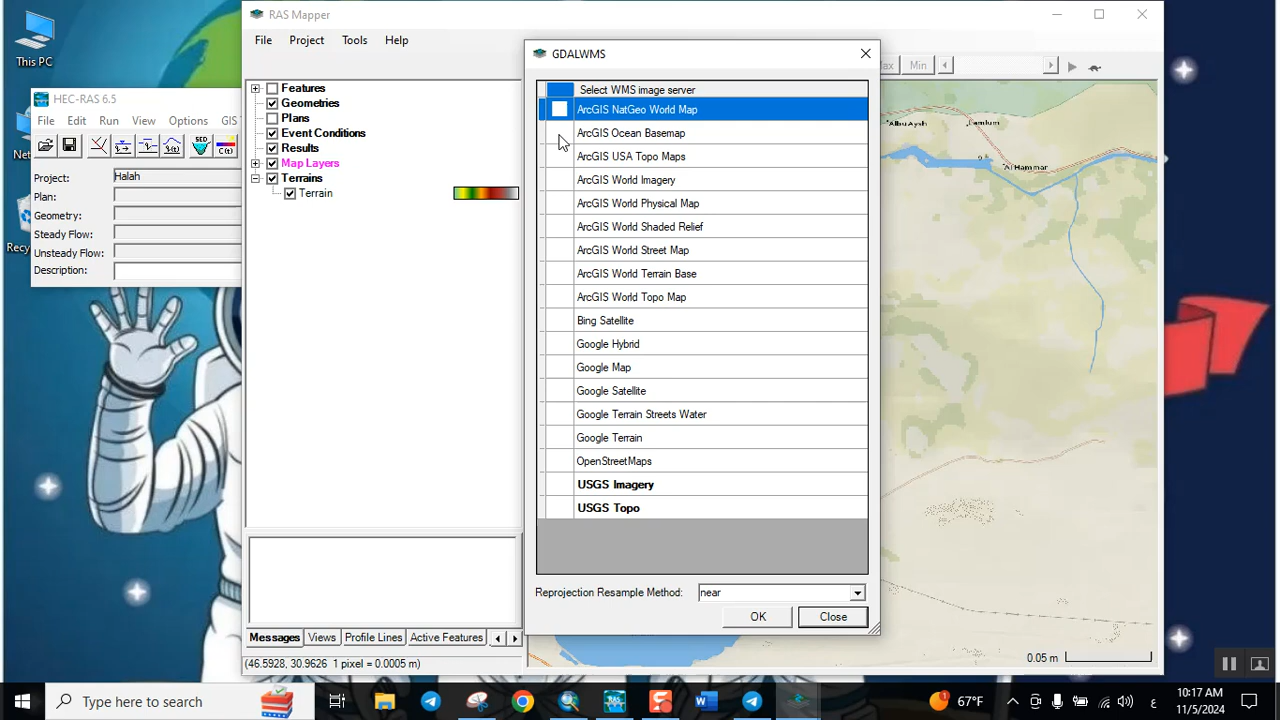 This PC
RAS Mapper
File Project Tools Help
Min
HEC-RAS 6.5
File Edit Run View Options GIS
Project: Halah
Plan:
Geometry:
Steady Flow:
Unsteady Flow:
Description:
Features
Geometries
Plans
Event Conditions
Results
Map Layers
Terrains
Terrain
GDALWMS
Select WMS image server
ArcGIS NatGeo World Map
ArcGIS Ocean Basemap
ArcGIS USA Topo Maps
ArcGIS World Imagery
ArcGIS World Physical Map
ArcGIS World Shaded Relief
ArcGIS World Street Map
ArcGIS World Terrain Base
ArcGIS World Topo Map
Bing Satellite
Google Hybrid
Google Map
Google Satellite
Google Terrain Streets Water
Google Terrain
OpenStreetMaps
USGS Imagery
USGS Topo
Reprojection Resample Method: near
OK Close
Albu Aysh
Al Hammar
Messages Views Profile Lines Active Features
(46.5928, 30.9626 1 pixel = 0.0005 m)
0.05 m
Type here to search
67°F
ع
10:17 AM
11/5/2024